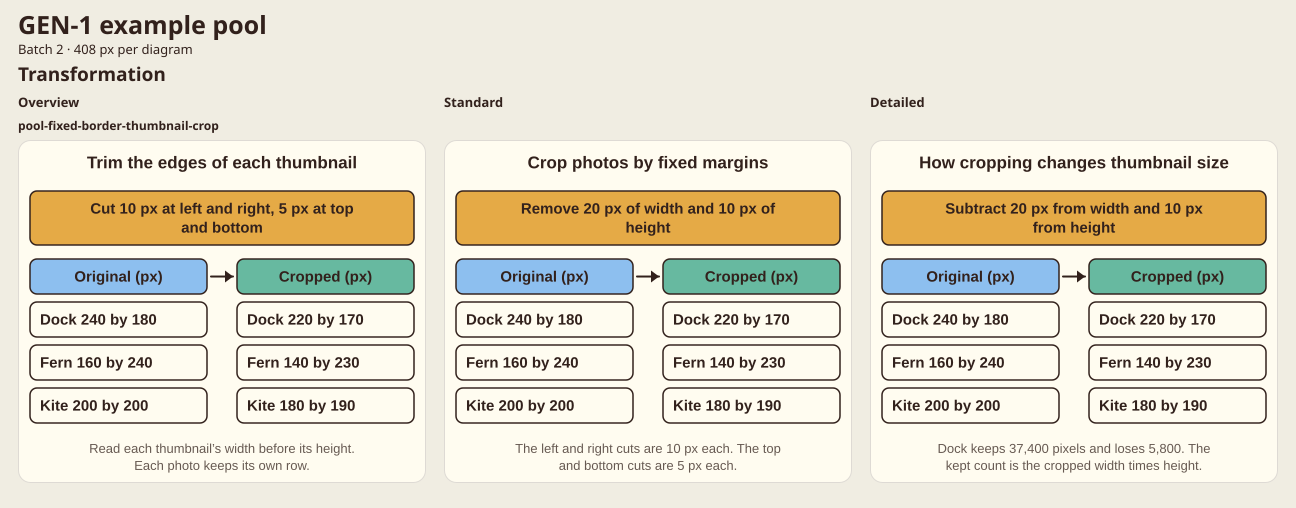 GEN-1 example pool
Batch 2 · 408 px per diagram
Transformation
Overview
Standard
Detailed
pool-fixed-border-thumbnail-crop
Trim the edges of each thumbnail
Cut 10 px at left and right, 5 px at top
and bottom
Original (px)
Cropped (px)
Dock 240 by 180
Dock 220 by 170
Fern 160 by 240
Fern 140 by 230
Kite 200 by 200
Kite 180 by 190
Read each thumbnail's width before its height.
Each photo keeps its own row.
Crop photos by fixed margins
Remove 20 px of width and 10 px of
height
Original (px)
Cropped (px)
Dock 240 by 180
Dock 220 by 170
Fern 160 by 240
Fern 140 by 230
Kite 200 by 200
Kite 180 by 190
The left and right cuts are 10 px each. The top
and bottom cuts are 5 px each.
How cropping changes thumbnail size
Subtract 20 px from width and 10 px
from height
Original (px)
Cropped (px)
Dock 240 by 180
Dock 220 by 170
Fern 160 by 240
Fern 140 by 230
Kite 200 by 200
Kite 180 by 190
Dock keeps 37,400 pixels and loses 5,800. The
kept count is the cropped width times height.